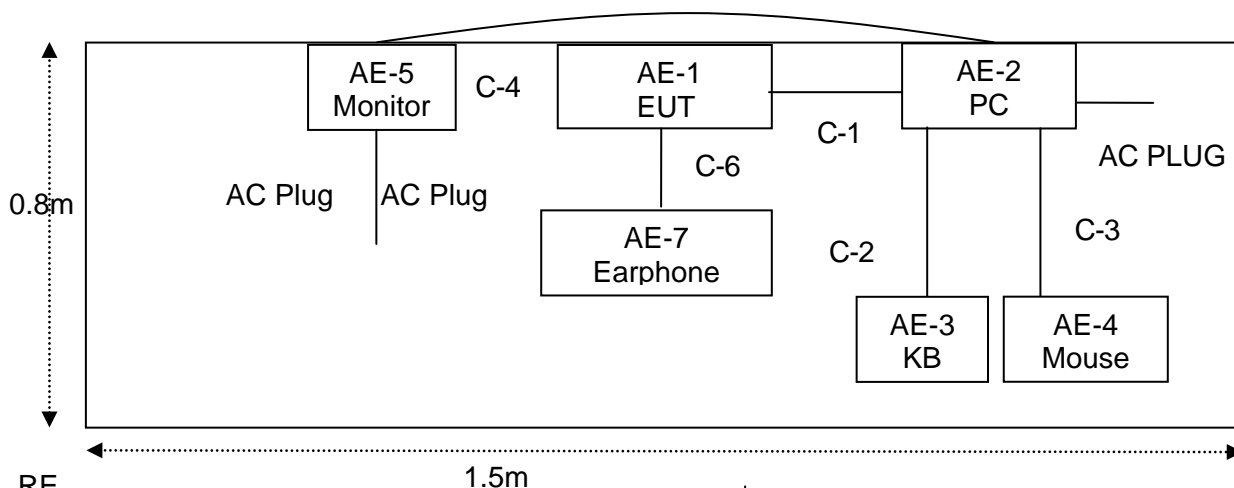 AE-5
Monitor
C-4
AE-1
EUT
AE-2
PC
C-1
AC PLUG
C-6
AC Plug
AC Plug
0.8m
AE-7
Earphone
C-2
C-3
AE-3
KB
AE-4
Mouse
1.5m